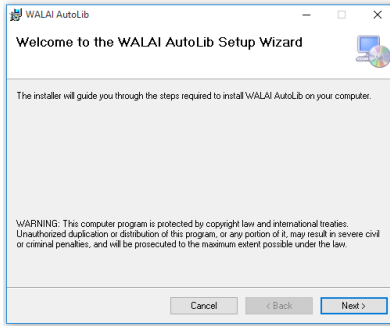 WALAI AutoLib
Welcome to the WALAI AutoLib Setup Wizard
The installer will guide you through the steps required to install WALAI AutoLib on your computer.
WARNING: This computer program is protected by copyright law and international treaties.
Unauthorized duplication or distribution of this program, or any portion of it, may result in severe civil
or criminal penalties, and will be prosecuted to the maximum extent possible under the law.
Cancel < Back Next >